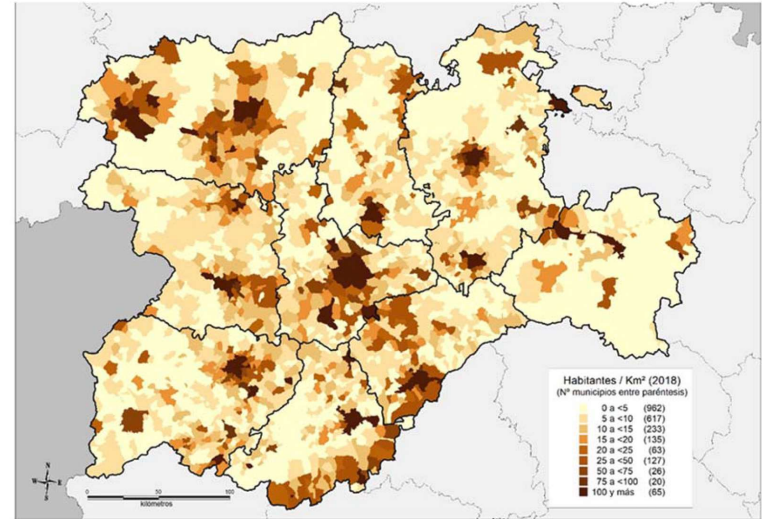 Habitantes / Km² (2018)
(Nº municipios entre paréntesis)
0 a <5 (962)
5 a <10 (617)
10 a <15 (233)
15 a <20 (135)
20 a <25 (63)
25 a <50 (127)
50 a <75 (26)
75 a <100 (20)
100 y más (65)
N
W E
S
0 50 100
kilómetros